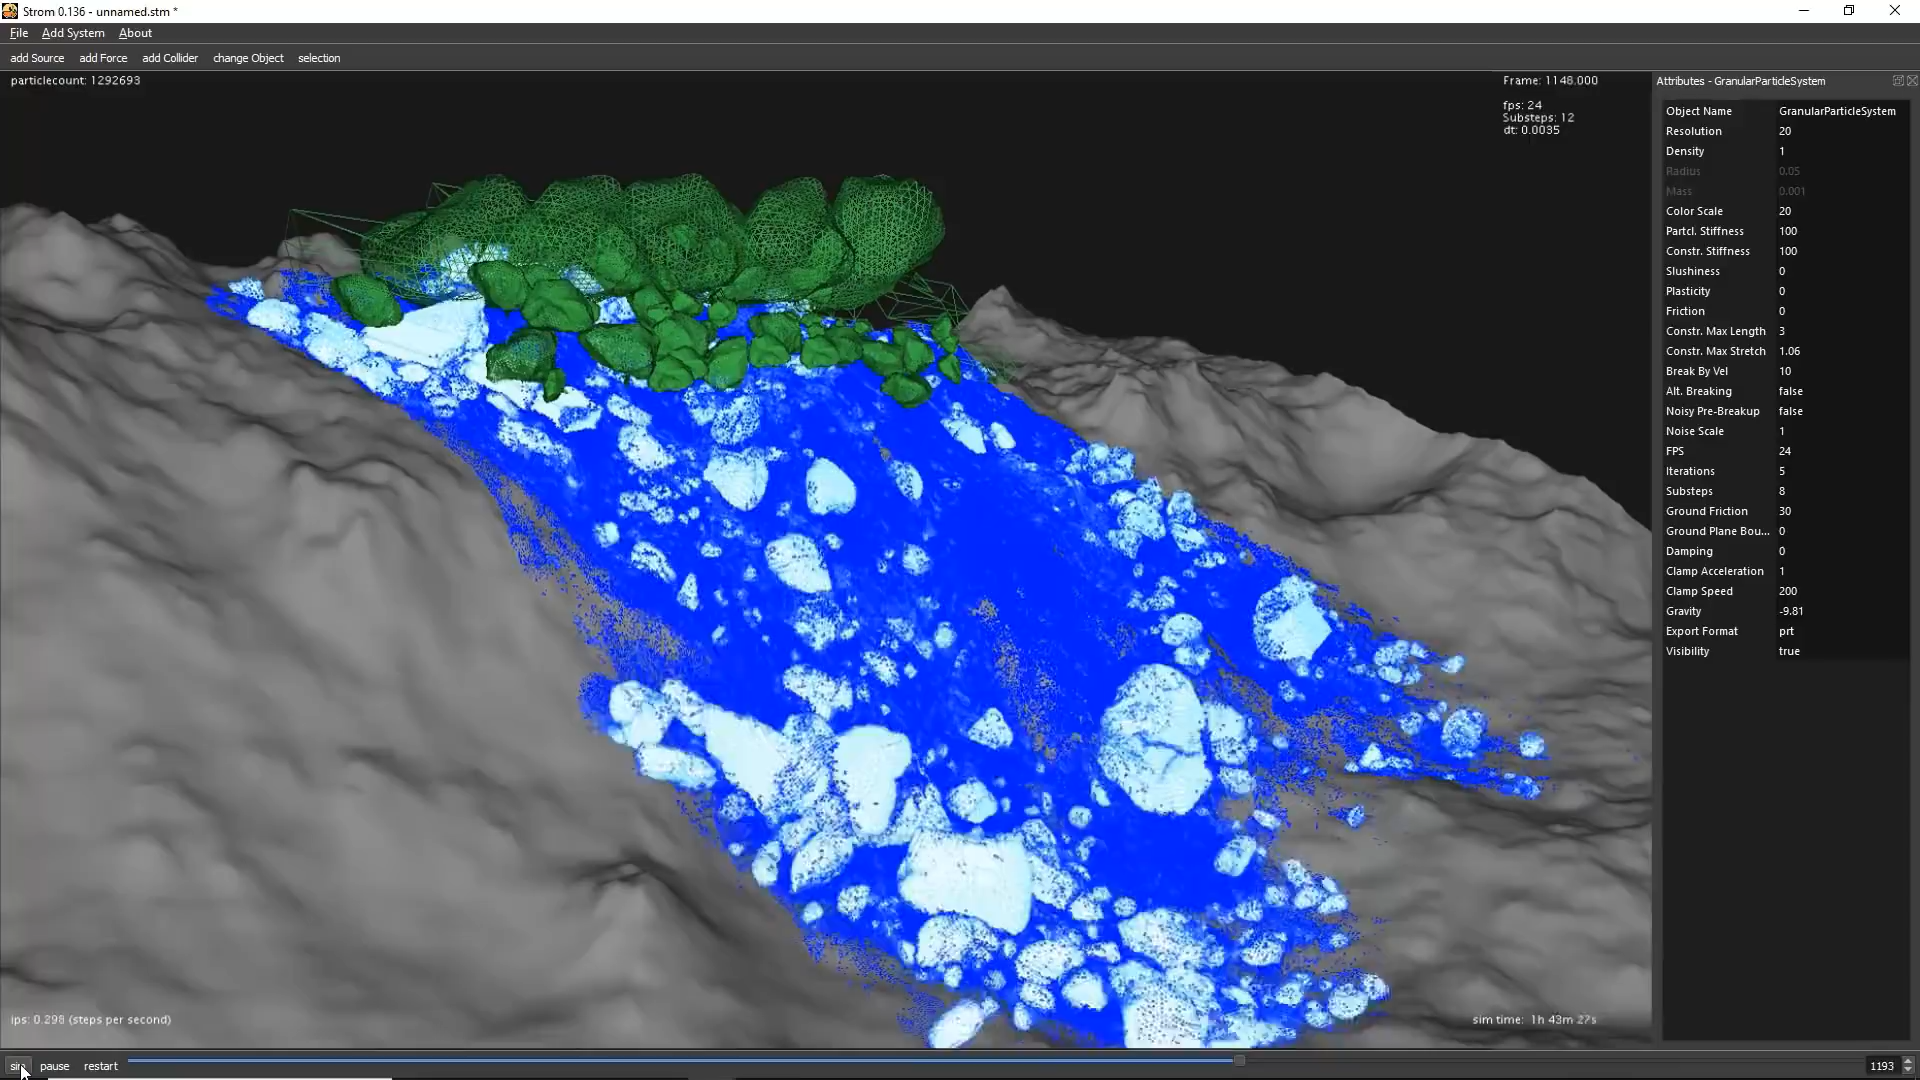 Strom 0.136 - unnamed.stm *
File Add System About
add Source add Force add Collider change Object selection
particlecount: 1292693
Frame: 1148.000
fps: 24
Substeps: 12
dt: 0.0035
Attributes - GranularParticleSystem
Object Name GranularParticleSystem
Resolution 20
Density 1
Radius 0.05
Mass 0.001
Color Scale 20
Partcl. Stiffness 100
Constr. Stiffness 100
Slushiness 0
Plasticity 0
Friction 0
Constr. Max Length 3
Constr. Max Stretch 1.06
Break By Vel 10
Alt. Breaking false
Noisy Pre-Breakup false
Noise Scale 1
FPS 24
Iterations 5
Substeps 8
Ground Friction 30
Ground Plane Bou... 0
Damping 0
Clamp Acceleration 1
Clamp Speed 200
Gravity -9.81
Export Format prt
Visibility true
ips: 0.298 (steps per second)
sim time: 1h 43m 27s
sim pause restart
1193